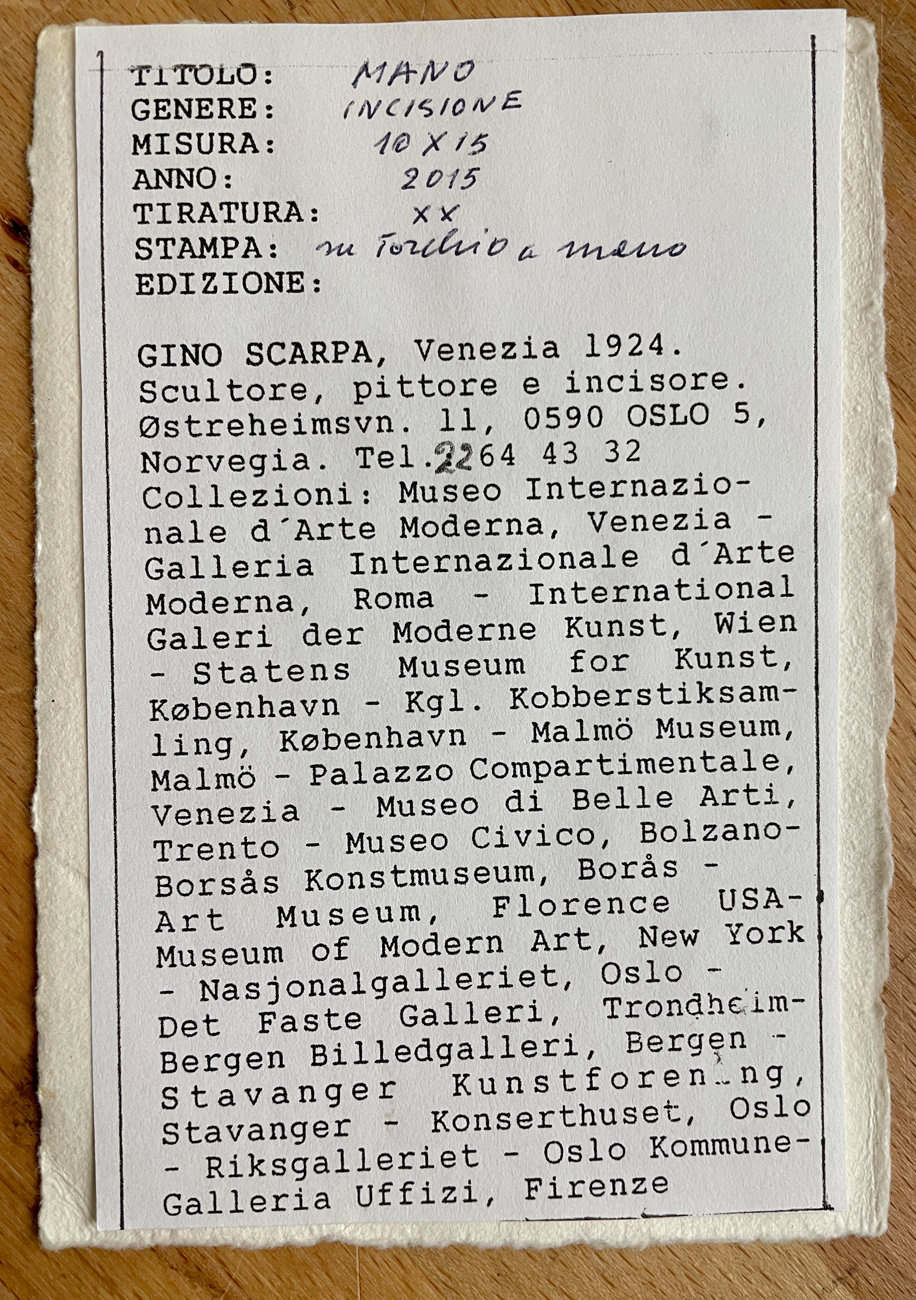 TITOLO: MANO
GENERE: INCISIONE
MISURA: 10 X 15
ANNO: 2015
TIRATURA: XX
STAMPA: su Torchio a mano
EDIZIONE:
GINO SCARPA, Venezia 1924.
Scultore, pittore e incisore.
Østreheimsvn. 11, 0590 OSLO 5,
Norvegia. Tel.2264 43 32
Collezioni: Museo Internazio-
nale d´Arte Moderna, Venezia -
Galleria Internazionale d´Arte
Moderna, Roma - International
Galeri der Moderne Kunst, Wien
- Statens Museum for Kunst,
København - Kgl. Kobberstiksam-
ling, København - Malmö Museum,
Malmö - Palazzo Compartimentale,
Venezia - Museo di Belle Arti,
Trento - Museo Civico, Bolzano-
Borsås Konstmuseum, Borås -
Art Museum, Florence USA-
Museum of Modern Art, New York
- Nasjonalgalleriet, Oslo -
Det Faste Galleri, Trondheim-
Bergen Billedgalleri, Bergen -
Stavanger Kunstforening,
Stavanger - Konserthuset, Oslo
- Riksgalleriet - Oslo Kommune-
Galleria Uffizi, Firenze